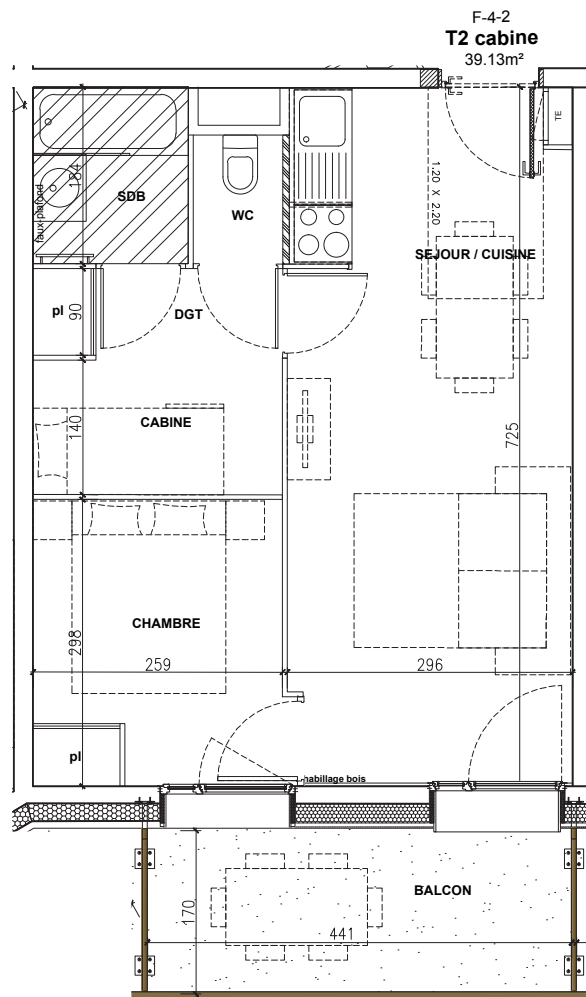 F-4-2
T2 cabine
39.13m²
TE
184
faux-plafond
SDB
WC
1.20 X 2.20
SEJOUR / CUISINE
pl
90
DGT
140
CABINE
725
298
CHAMBRE
259
296
pl
habillage bois
170
BALCON
441